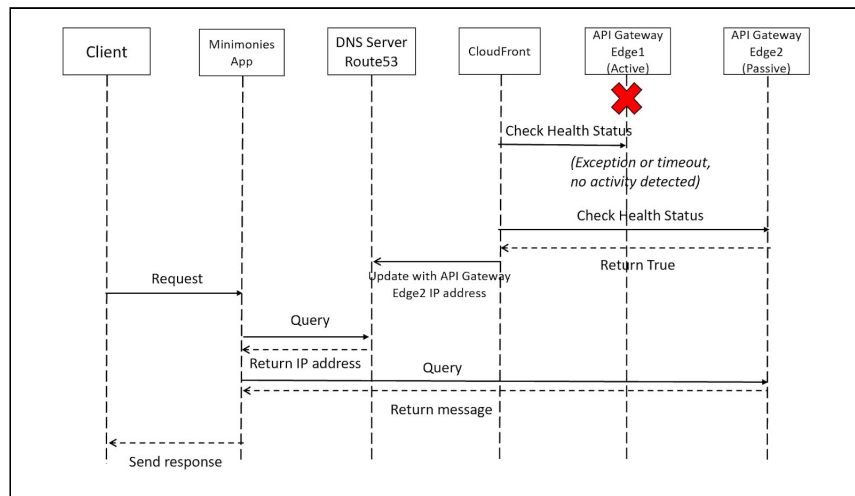 Client
Minimonies
App
DNS Server
Route53
CloudFront
API Gateway
Edge1
(Active)
API Gateway
Edge2
(Passive)
Check Health Status
(Exception or timeout,
no activity detected)
Check Health Status
Return True
Update with API Gateway
Edge2 IP address
Request
Query
Return IP address
Query
Return message
Send response